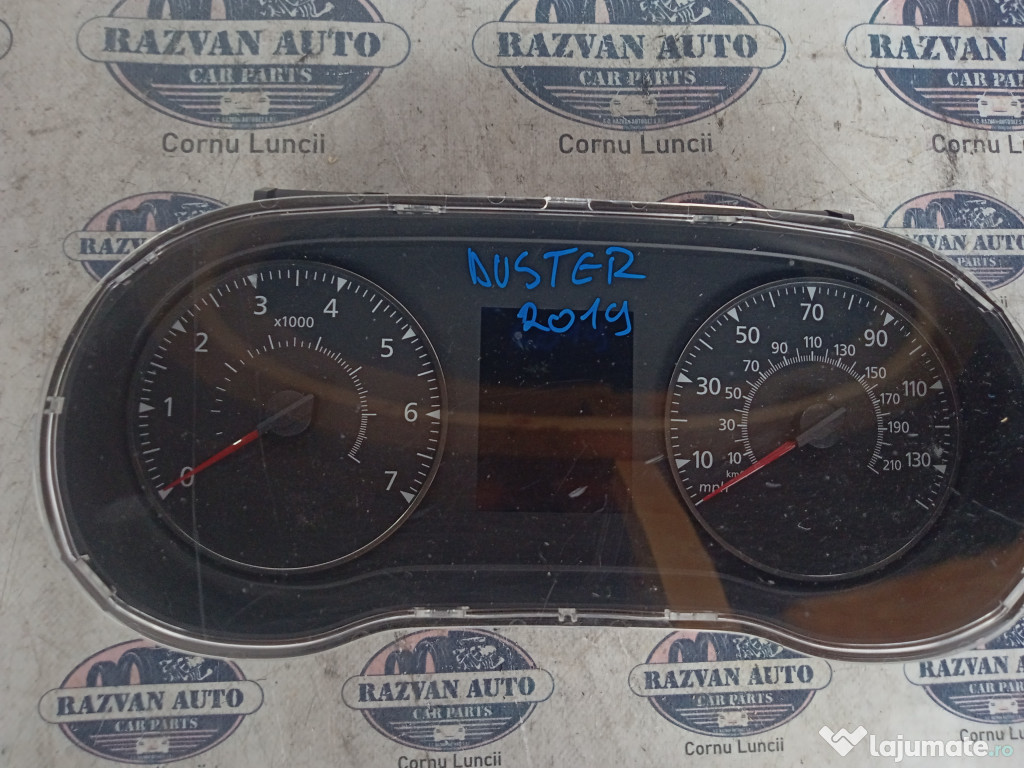 RAZVAN AUTO
CAR PARTS
Cornu Luncii
RAZVAN AUTO
CAR PARTS
Cornu Luncii
RAZVAN AUTO
CAR PARTS
Cornu Luncii
RAZVAN AUTO
RAZVAN AUTO
DUSTER
2019
0
1
2
3
4
5
6
7
x1000
10
30
50
70
90
110
130
mph
10
30
50
70
90
110
130
150
170
190
210
km/h
RAZVAN AUTO
CAR PARTS
RAZVAN AUTO
CAR PARTS
Cornu Luncii
RAZVAN AUTO
CAR PARTS
Cornu Luncii
RAZVAN AUTO
CAR PARTS
lajumate.ro